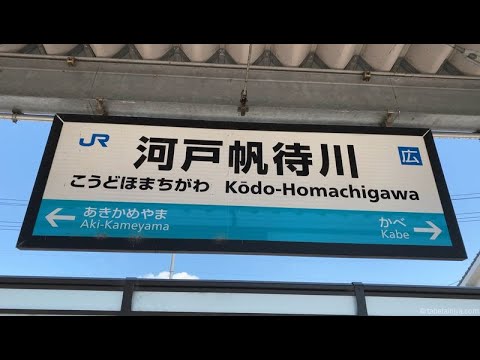 JR 河戸帆待川 広
こうどほまちがわ Kōdo-Homachigawa
← あきかめやま かべ →
Aki-Kameyama Kabe